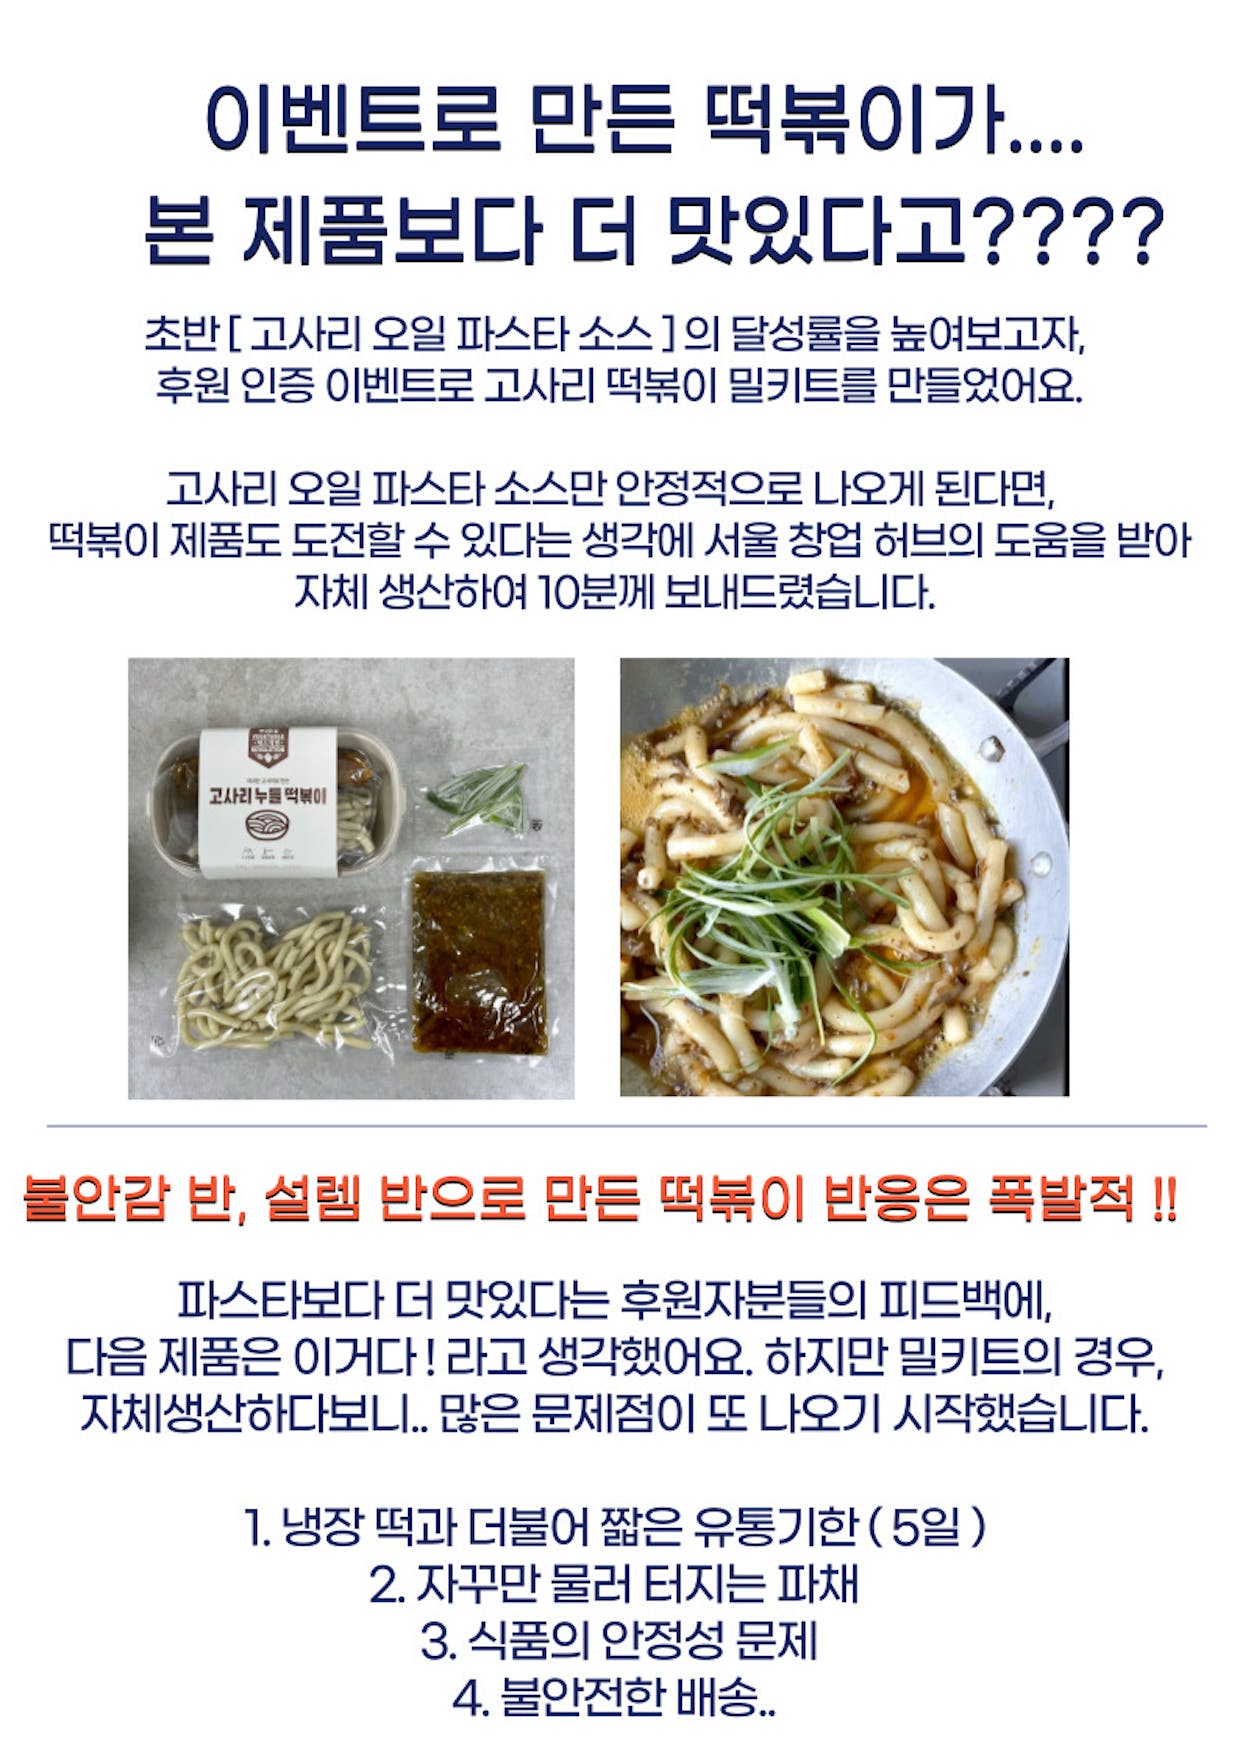 이벤트로 만든 떡볶이가....
본 제품보다 더 맛있다고????
초반 [ 고사리 오일 파스타 소스 ] 의 달성률을 높여보고자,
후원 인증 이벤트로 고사리 떡볶이 밀키트를 만들었어요.
고사리 오일 파스타 소스만 안정적으로 나오게 된다면,
떡볶이 제품도 도전할 수 있다는 생각에 서울 창업 허브의 도움을 받아
자체 생산하여 10분께 보내드렸습니다.
고사리 누들 떡볶이
불안감 반, 설렘 반으로 만든 떡볶이 반응은 폭발적 !!
파스타보다 더 맛있다는 후원자분들의 피드백에,
다음 제품은 이거다 ! 라고 생각했어요. 하지만 밀키트의 경우,
자체생산하다보니.. 많은 문제점이 또 나오기 시작했습니다.
1. 냉장 떡과 더불어 짧은 유통기한 ( 5일 )
2. 자꾸만 물러 터지는 파채
3. 식품의 안정성 문제
4. 불안전한 배송..